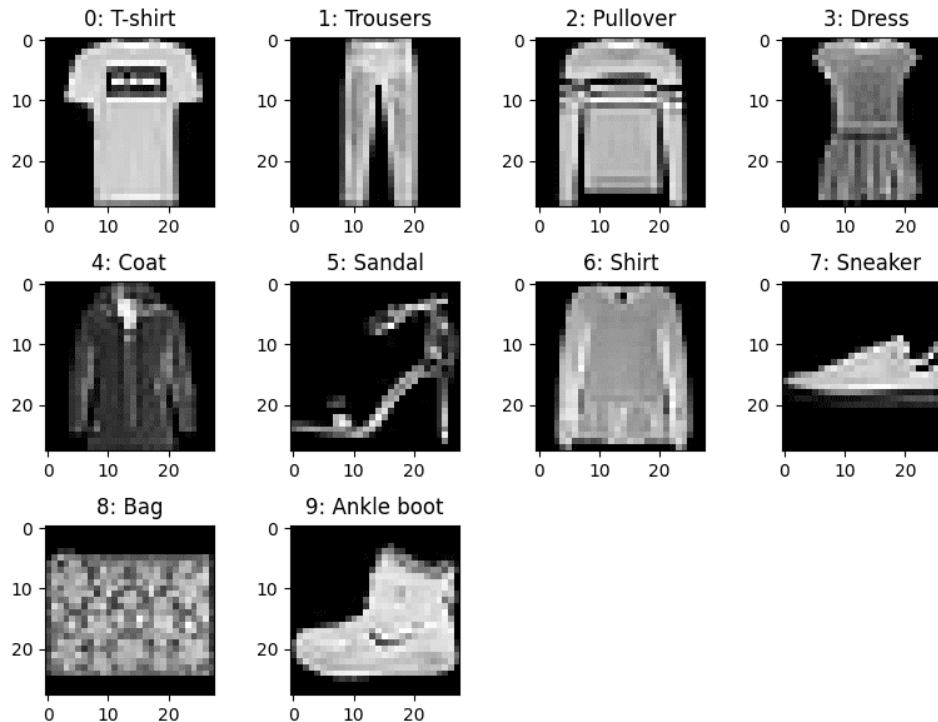 0: T-shirt
1: Trousers
2: Pullover
3: Dress
0
10
20
0 10 20
0
10
20
0 10 20
0
10
20
0 10 20
0
10
20
0 10 20
4: Coat
5: Sandal
6: Shirt
7: Sneaker
0
10
20
0 10 20
0
10
20
0 10 20
0
10
20
0 10 20
0
10
20
0 10 20
8: Bag
9: Ankle boot
0
10
20
0 10 20
0
10
20
0 10 20